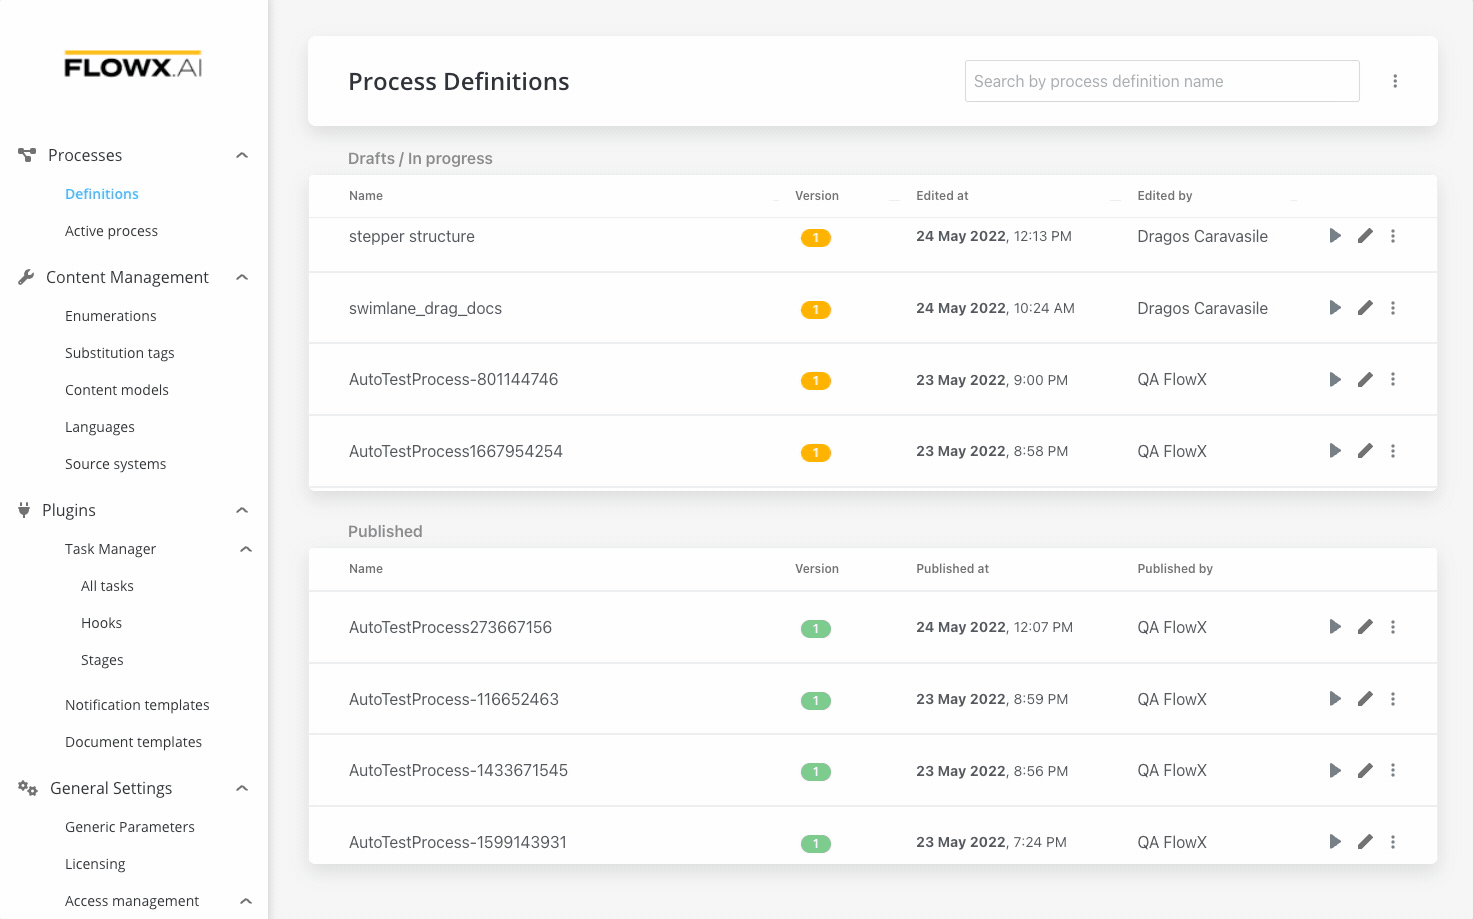 FLOWX.AI
Processes
Definitions
Active process
Content Management
Enumerations
Substitution tags
Content models
Languages
Source systems
Plugins
Task Manager
All tasks
Hooks
Stages
Notification templates
Document templates
General Settings
Generic Parameters
Licensing
Access management
Process Definitions
Search by process definition name
Drafts / In progress
Name Version Edited at Edited by
stepper structure 1 24 May 2022, 12:13 PM Dragos Caravasile
swimlane_drag_docs 1 24 May 2022, 10:24 AM Dragos Caravasile
AutoTestProcess-801144746 1 23 May 2022, 9:00 PM QA FlowX
AutoTestProcess1667954254 1 23 May 2022, 8:58 PM QA FlowX
Published
Name Version Published at Published by
AutoTestProcess273667156 1 24 May 2022, 12:07 PM QA FlowX
AutoTestProcess-116652463 1 23 May 2022, 8:59 PM QA FlowX
AutoTestProcess-1433671545 1 23 May 2022, 8:56 PM QA FlowX
AutoTestProcess-1599143931 1 23 May 2022, 7:24 PM QA FlowX